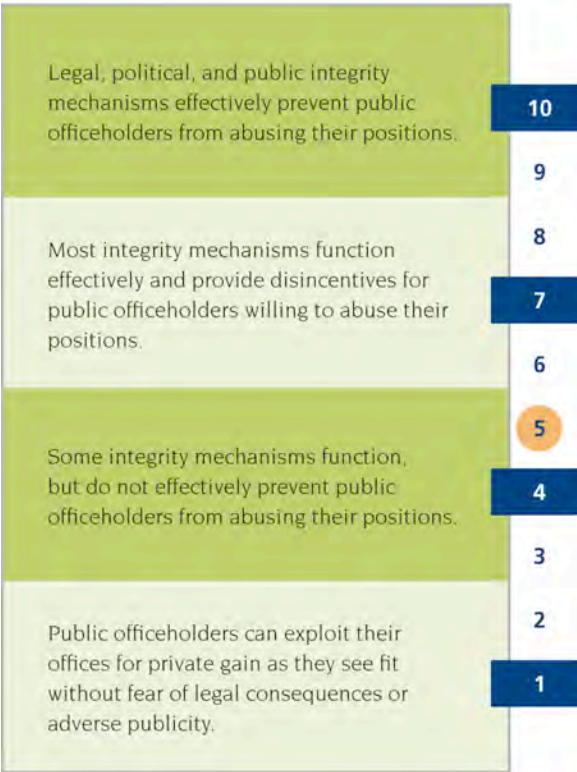 Legal, political, and public integrity
mechanisms effectively prevent public
officeholders from abusing their positions.
10
9
8
Most integrity mechanisms function
effectively and provide disincentives for
public officeholders willing to abuse their
positions.
7
6
5
Some integrity mechanisms function,
but do not effectively prevent public
officeholders from abusing their positions.
4
3
2
Public officeholders can exploit their
offices for private gain as they see fit
without fear of legal consequences or
adverse publicity.
1